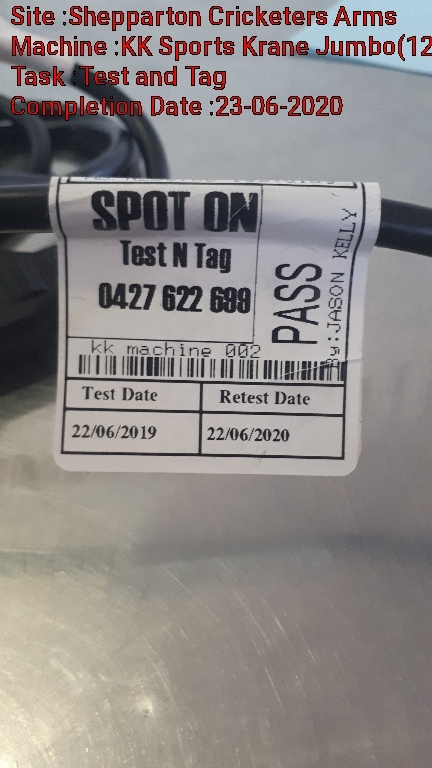 Site :Shepparton Cricketers Arms
Machine :KK Sports Krane Jumbo(12
Task :Test and Tag
Completion Date :23-06-2020
SPOT ON
Test N Tag
0427 622 699
PASS
By:JASON KELLY
kk machine 002
Test Date Retest Date
22/06/2019 22/06/2020